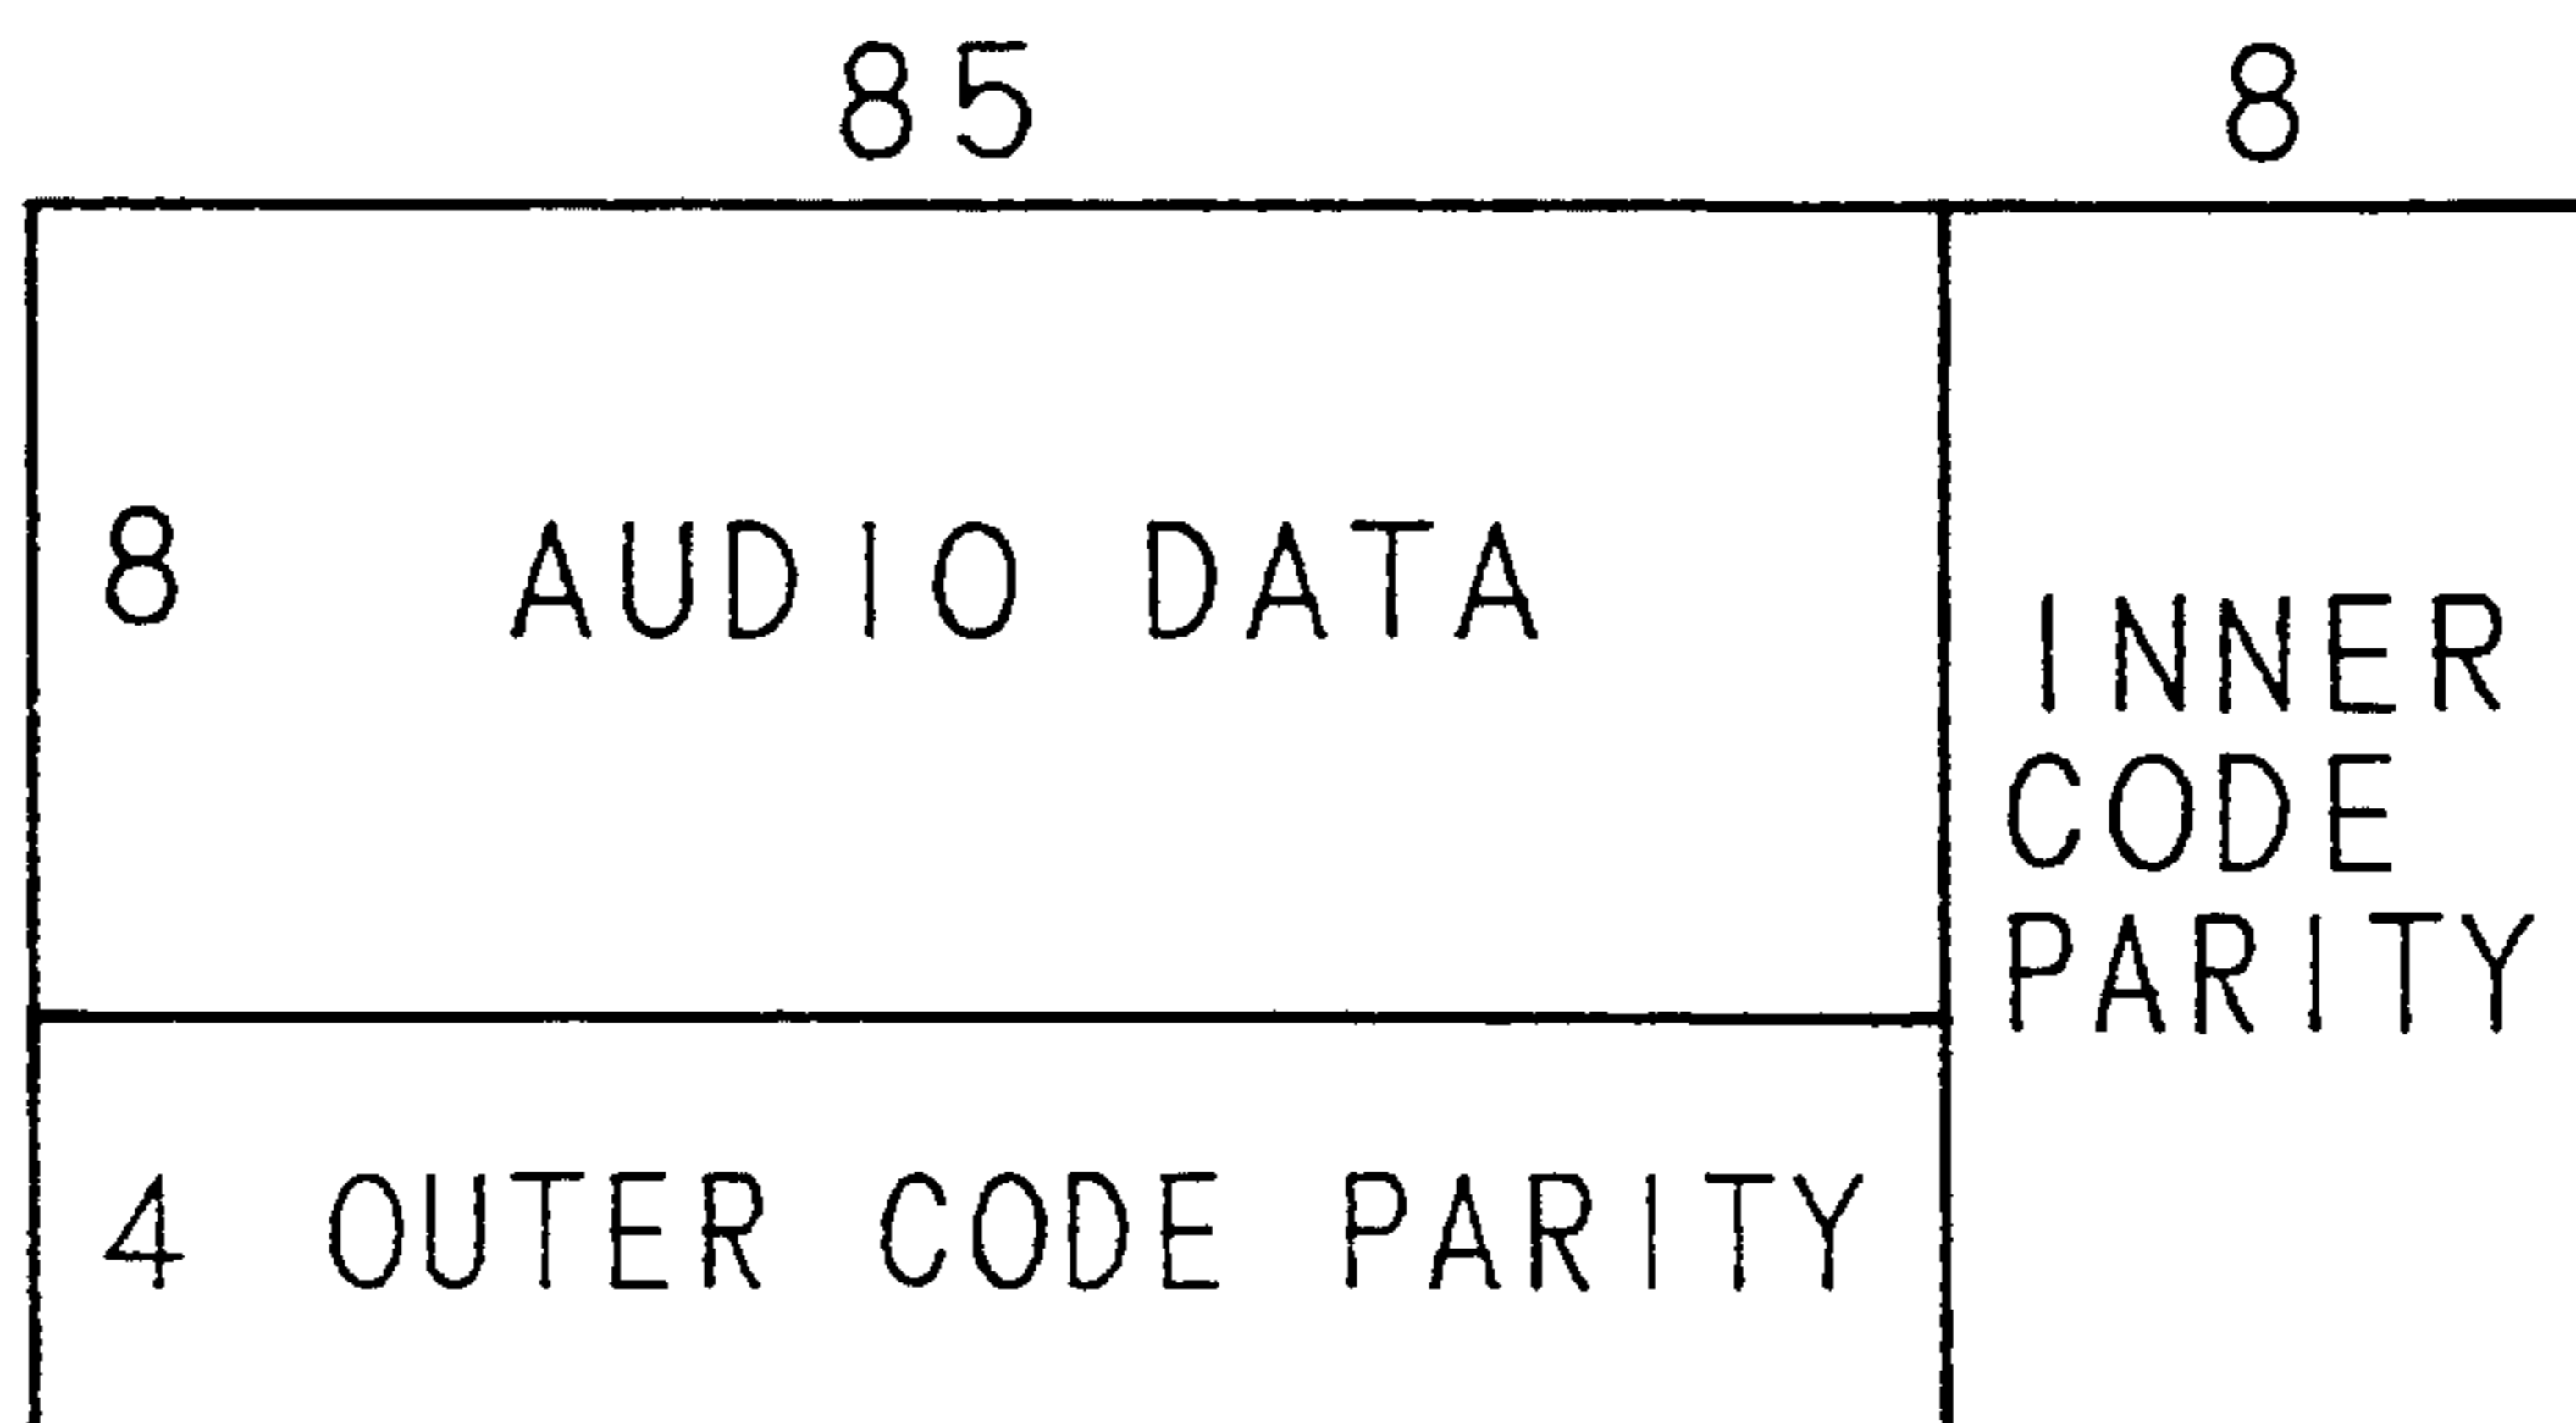 85 8
8 AUDIO DATA
INNER
CODE
PARITY
4 OUTER CODE PARITY